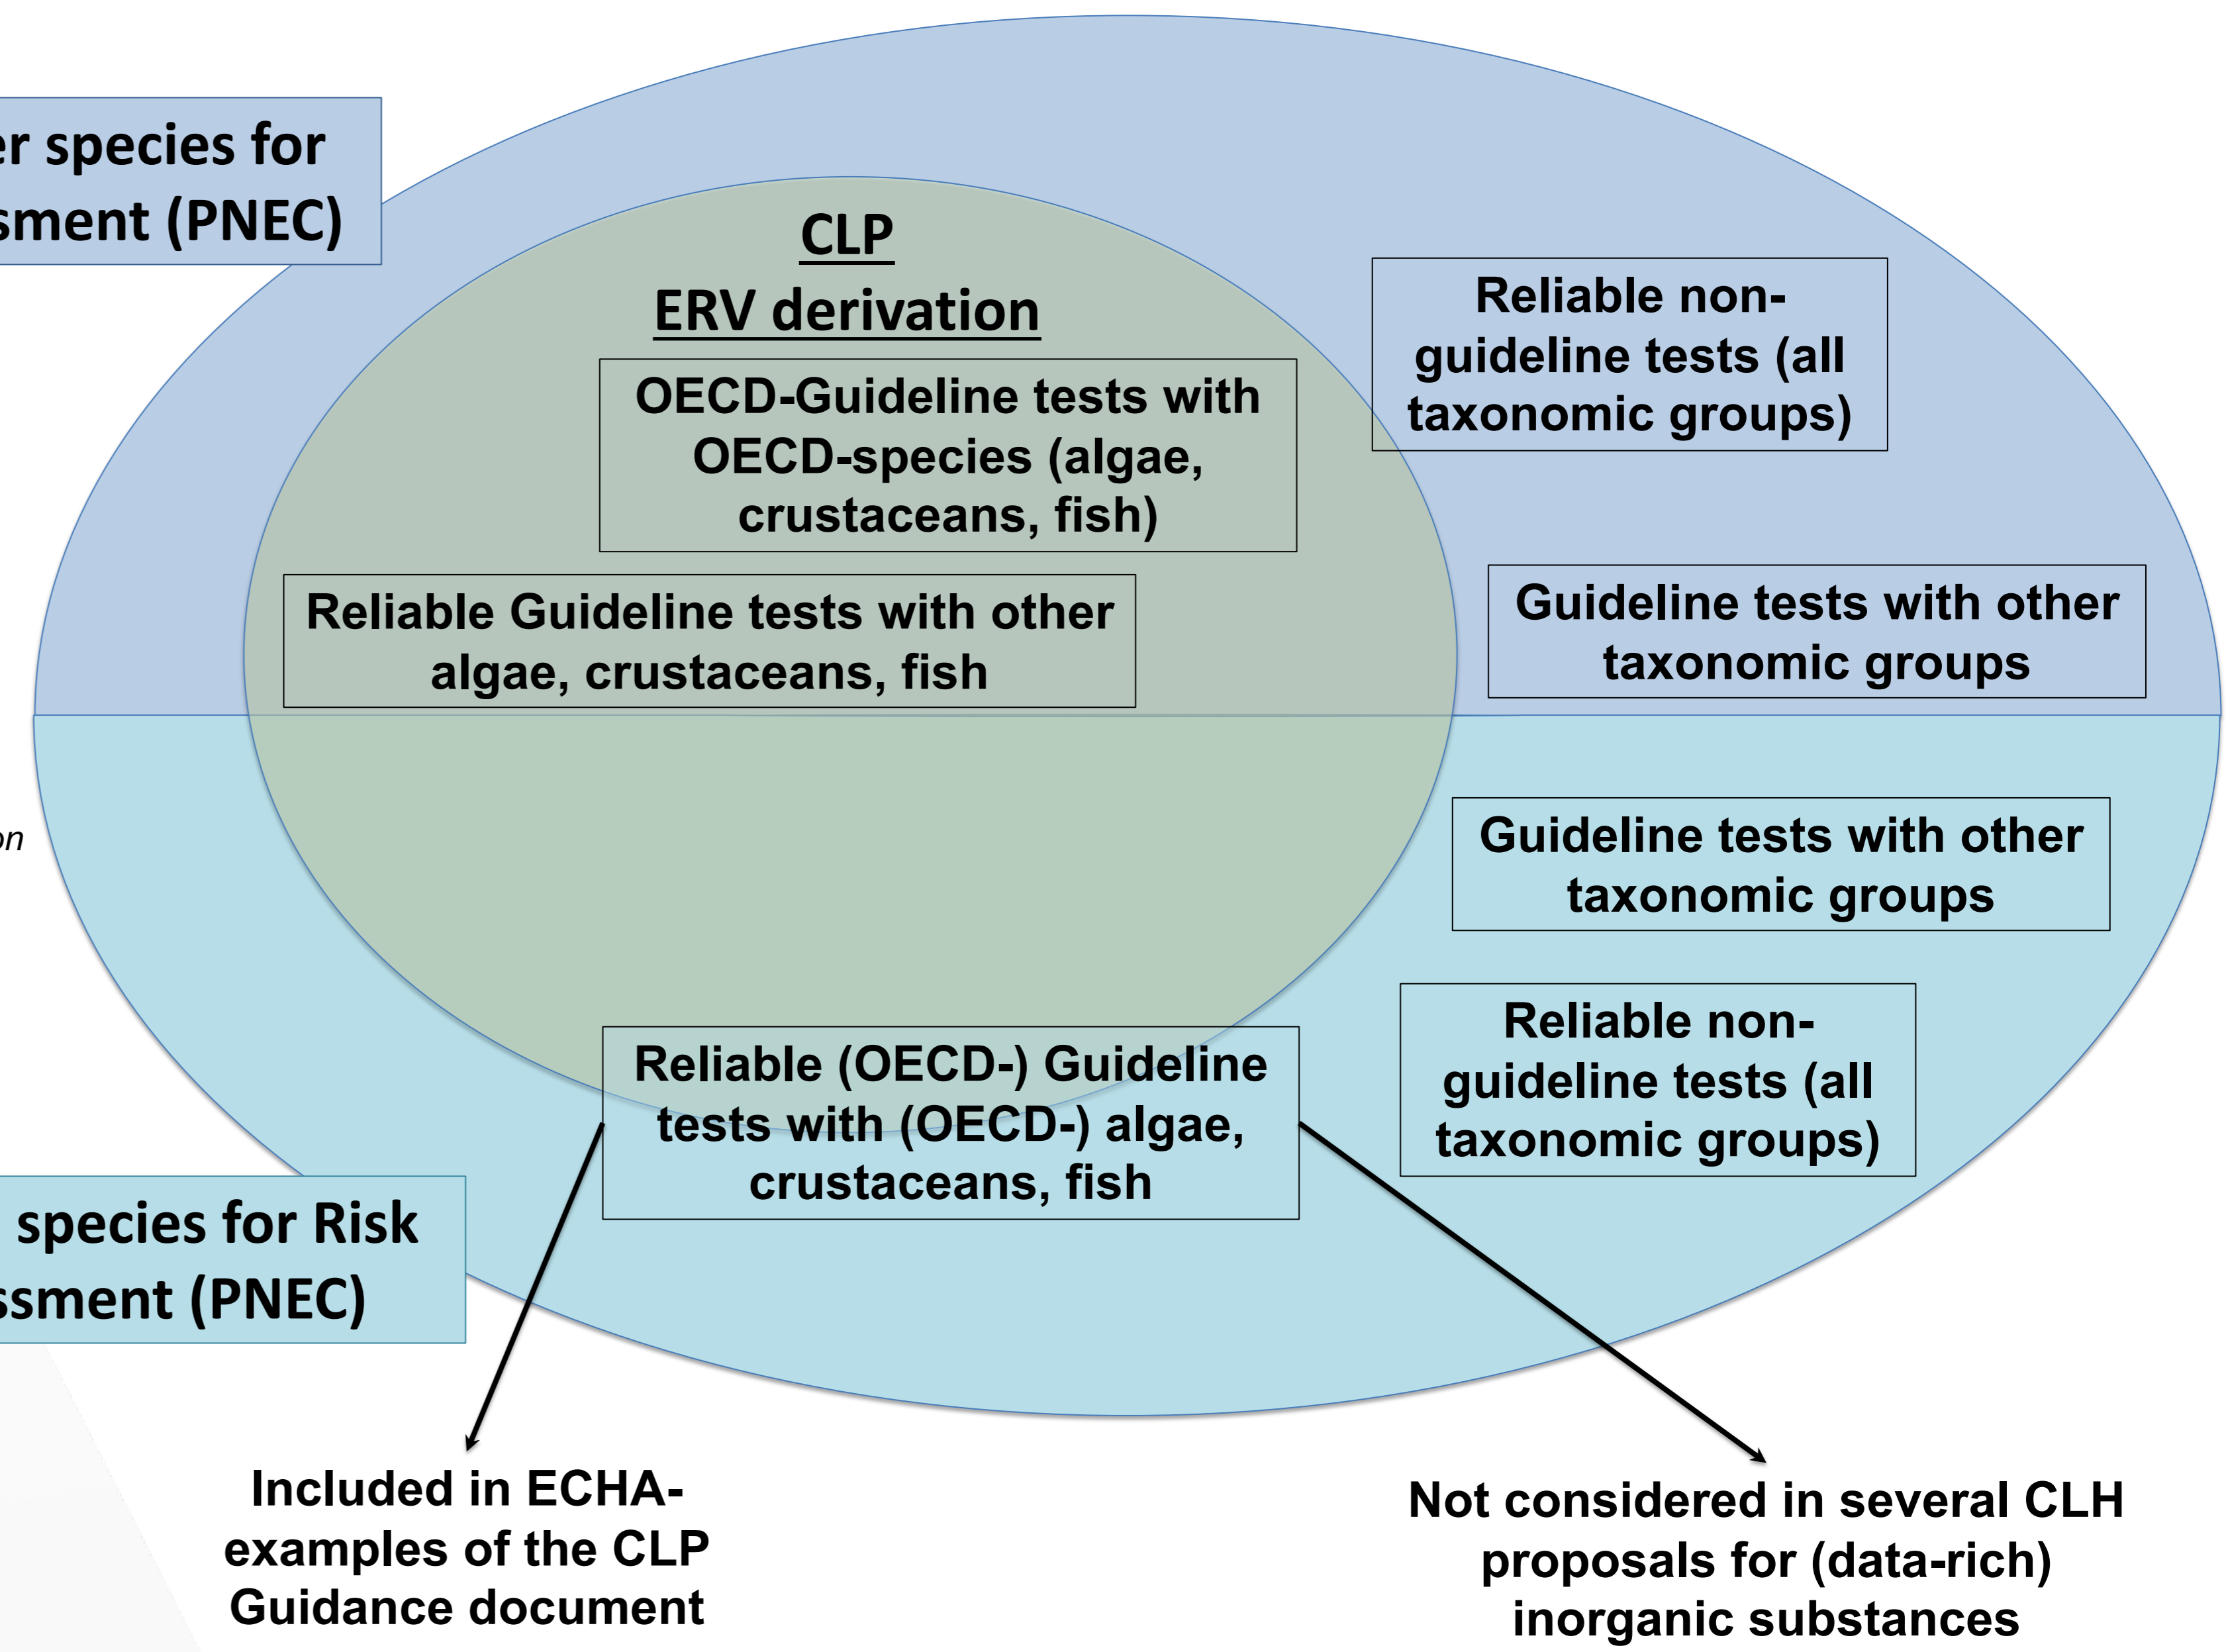 er species for
sment (PNEC)
CLP
ERV derivation
OECD-Guideline tests with
OECD-species (algae,
crustaceans, fish)
Reliable non-
guideline tests (all
taxonomic groups)
Reliable Guideline tests with other
algae, crustaceans, fish
Guideline tests with other
taxonomic groups
on
Guideline tests with other
taxonomic groups
Reliable (OECD-) Guideline
tests with (OECD-) algae,
crustaceans, fish
Reliable non-
guideline tests (all
taxonomic groups)
species for Risk
ssment (PNEC)
Included in ECHA-
examples of the CLP
Guidance document
Not considered in several CLH
proposals for (data-rich)
inorganic substances